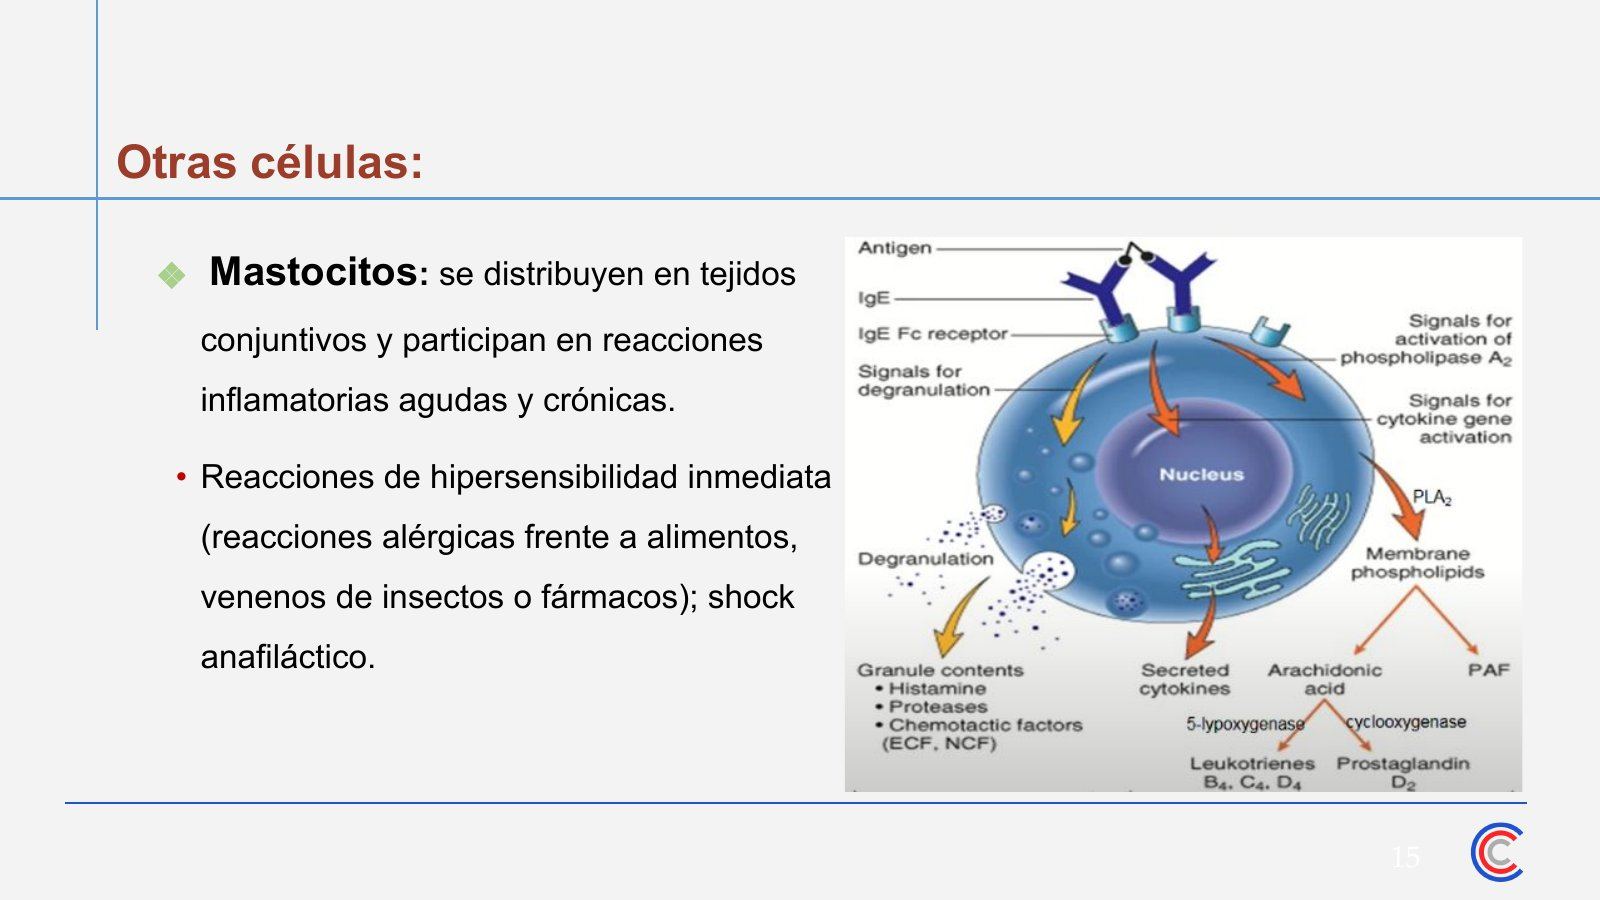 Otras células:
❖ Mastocitos: se distribuyen en tejidos
conjuntivos y participan en reacciones
inflamatorias agudas y crónicas.
• Reacciones de hipersensibilidad inmediata
(reacciones alérgicas frente a alimentos,
venenos de insectos o fármacos); shock
anafiláctico.
Antigen
IgE
IgE Fc receptor
Signals for
degranulation
Signals for
activation of
phospholipase A₂
Signals for
cytokine gene
activation
Nucleus
PLA₂
Degranulation
Membrane
phospholipids
Granule contents
• Histamine
• Proteases
• Chemotactic factors
(ECF, NCF)
Secreted
cytokines
Arachidonic
acid
PAF
5-lypoxygenase
cyclooxygenase
Leukotrienes
B₄, C₄, D₄
Prostaglandin
D₂
15